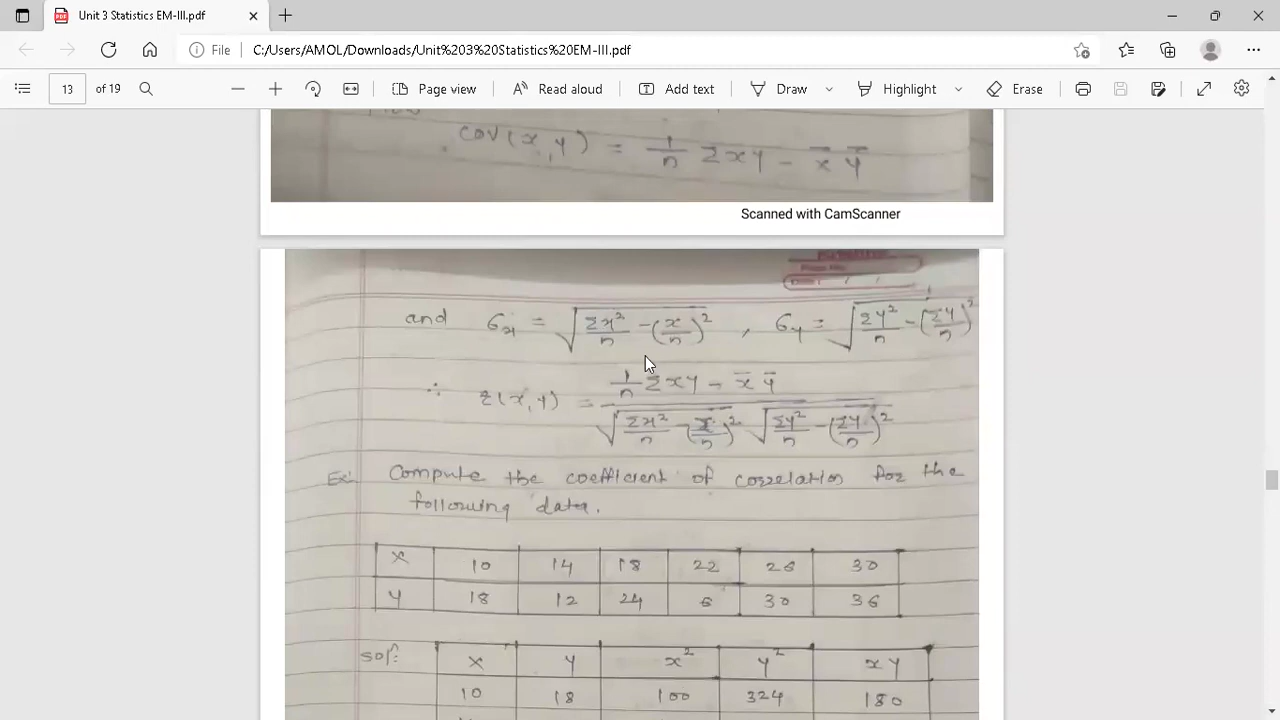 Unit 3 Statistics EM-III.pdf
File C:/Users/AMOL/Downloads/Unit%203%20Statistics%20EM-III.pdf
13 of 19 Page view Read aloud Add text Draw Highlight Erase
cov(x,y) = 1/n Σxy - x̄ ȳ
Scanned with CamScanner
and σx = √(Σx²/n - (x/n)²) , σy = √(Σy²/n - (Σy/n)²)
∴ r(x,y) = (1/n Σxy - x̄ ȳ) / (√(Σx²/n - (Σx/n)²) √(Σy²/n - (Σy/n)²))
Ex: Compute the coefficient of correlation for the
following data.
X 10 14 18 22 26 30
Y 18 12 24 6 30 36
Solⁿ: X Y x² y² xy
10 18 100 324 180